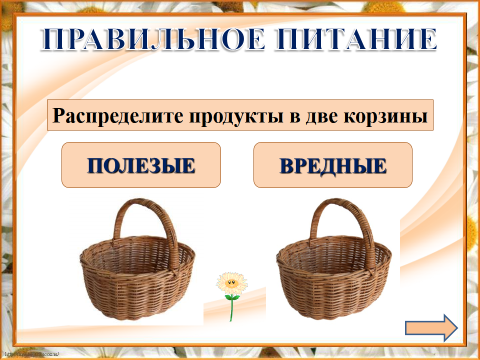 ПРАВИЛЬНОЕ ПИТАНИЕ
Распределите продукты в две корзины
ПОЛЕЗЫЕ
ВРЕДНЫЕ